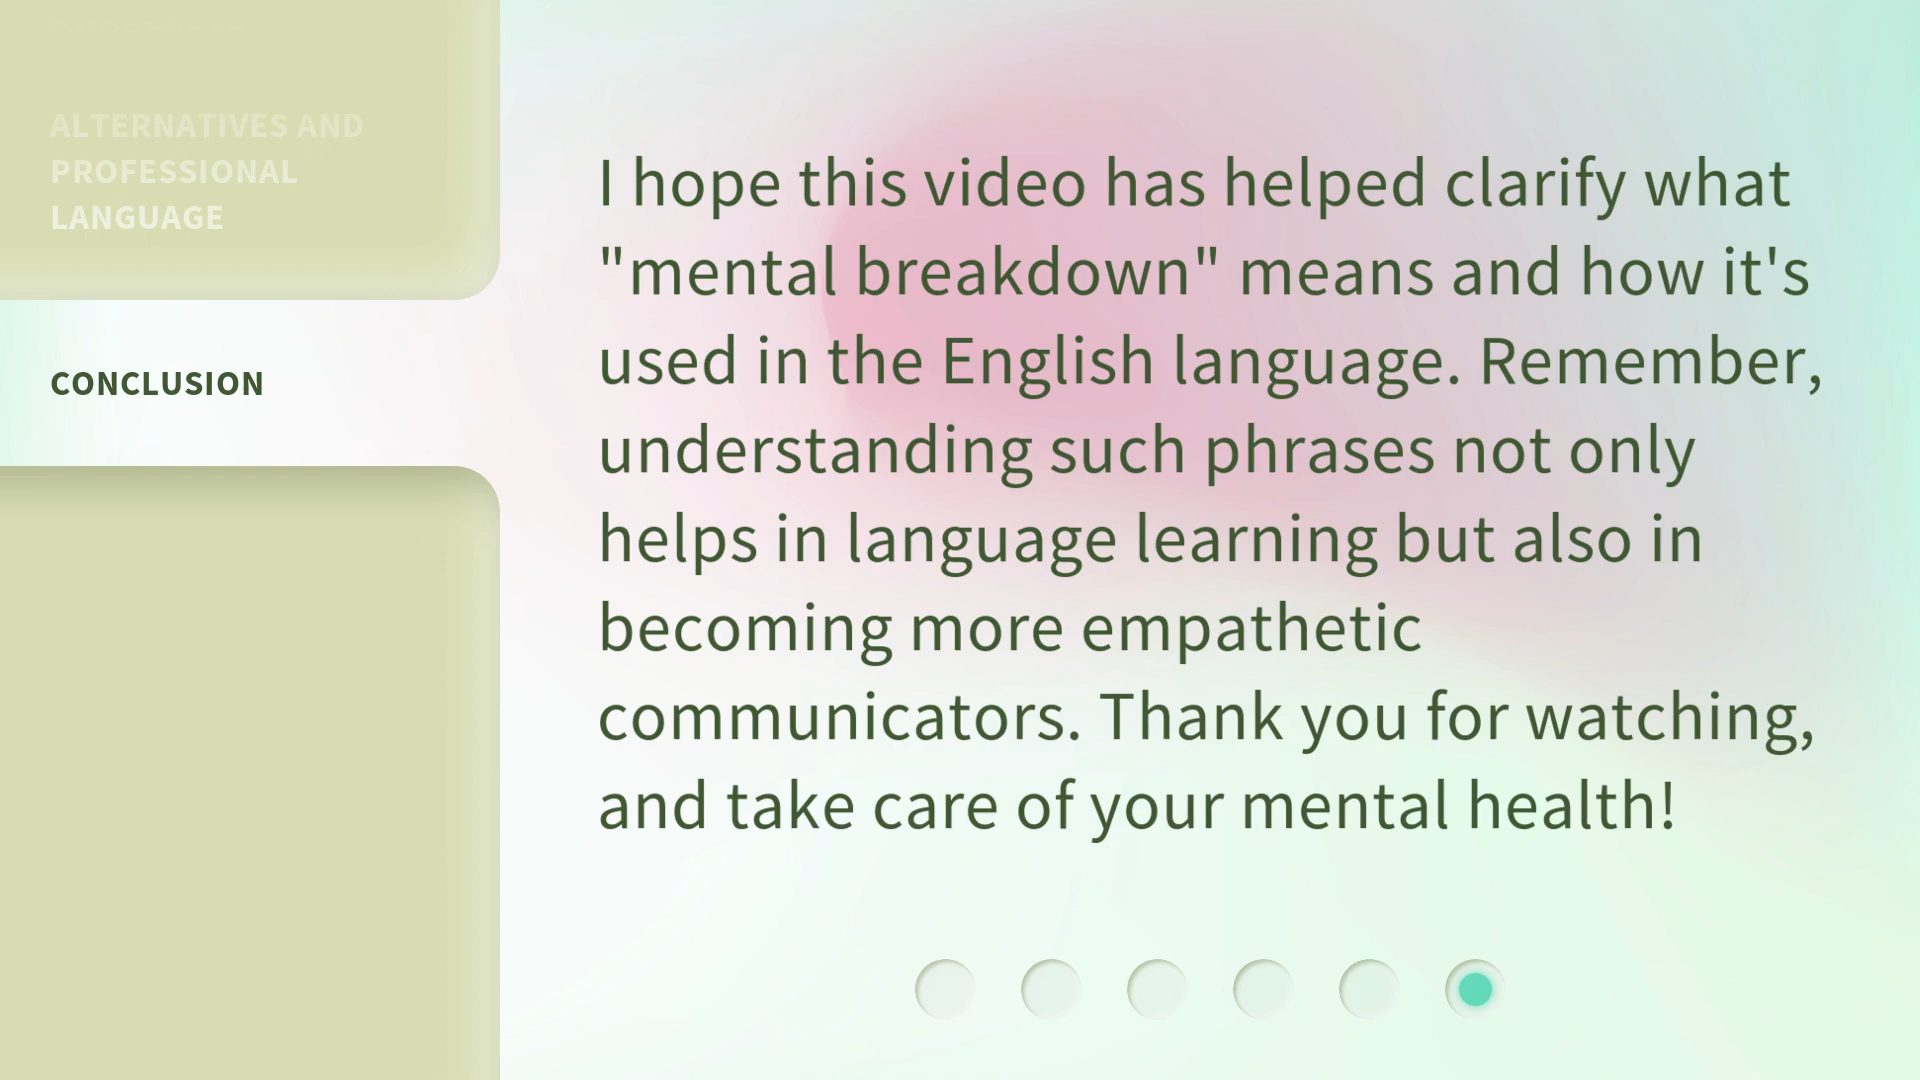 ALTERNATIVES AND
PROFESSIONAL
LANGUAGE
CONCLUSION
I hope this video has helped clarify what
"mental breakdown" means and how it's
used in the English language. Remember,
understanding such phrases not only
helps in language learning but also in
becoming more empathetic
communicators. Thank you for watching,
and take care of your mental health!